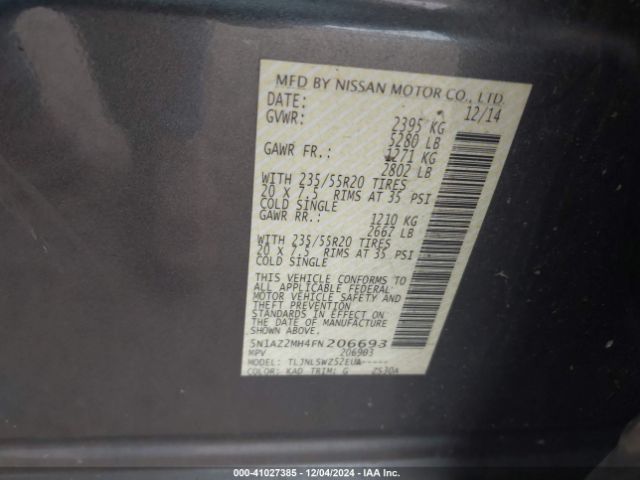 MFD BY NISSAN MOTOR CO., LTD.
DATE: 12/14
GVWR: 2395 KG
5280 LB
GAWR FR.: 1271 KG
2802 LB
WITH 235/55R20 TIRES
20 X 7.5 RIMS AT 35 PSI
COLD SINGLE
GAWR RR.: 1210 KG
2667 LB
WITH 235/55R20 TIRES
20 X 7.5 RIMS AT 35 PSI
COLD SINGLE
THIS VEHICLE CONFORMS TO
ALL APPLICABLE FEDERAL
MOTOR VEHICLE SAFETY AND
THEFT PREVENTION
STANDARDS IN EFFECT ON
THE DATE OF MANUFACTURE
SHOWN ABOVE.
5N1AZ2MH4FN206693
MPV 206903
MODEL: TLJNLSWZ52EUA-----
COLOR: KAD TRIM: G Z530A
000-41027385 - 12/04/2024 - IAA Inc.